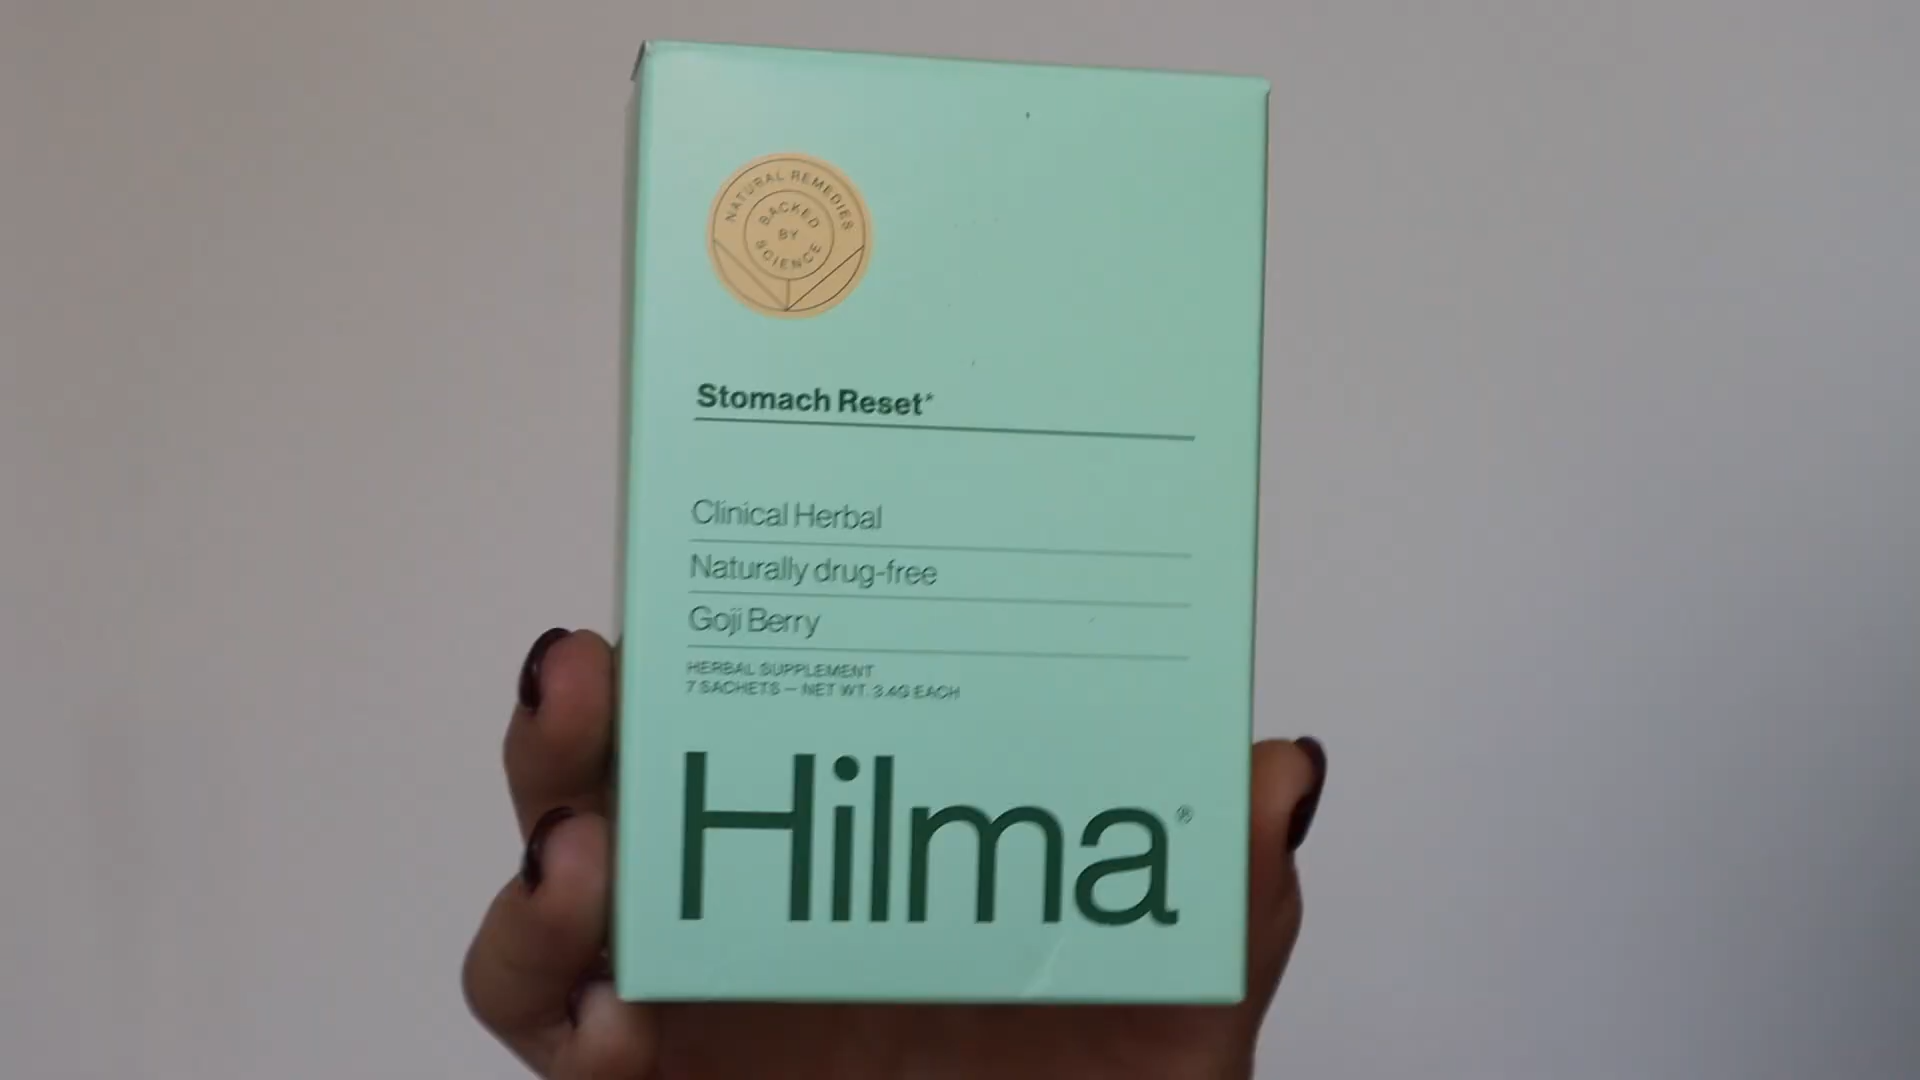 NATURAL REMEDIES
BACKED
BY
SCIENCE
Stomach Reset*
Clinical Herbal
Naturally drug-free
Goji Berry
HERBAL SUPPLEMENT
7 SACHETS – NET WT. 3.4G EACH
Hilma®